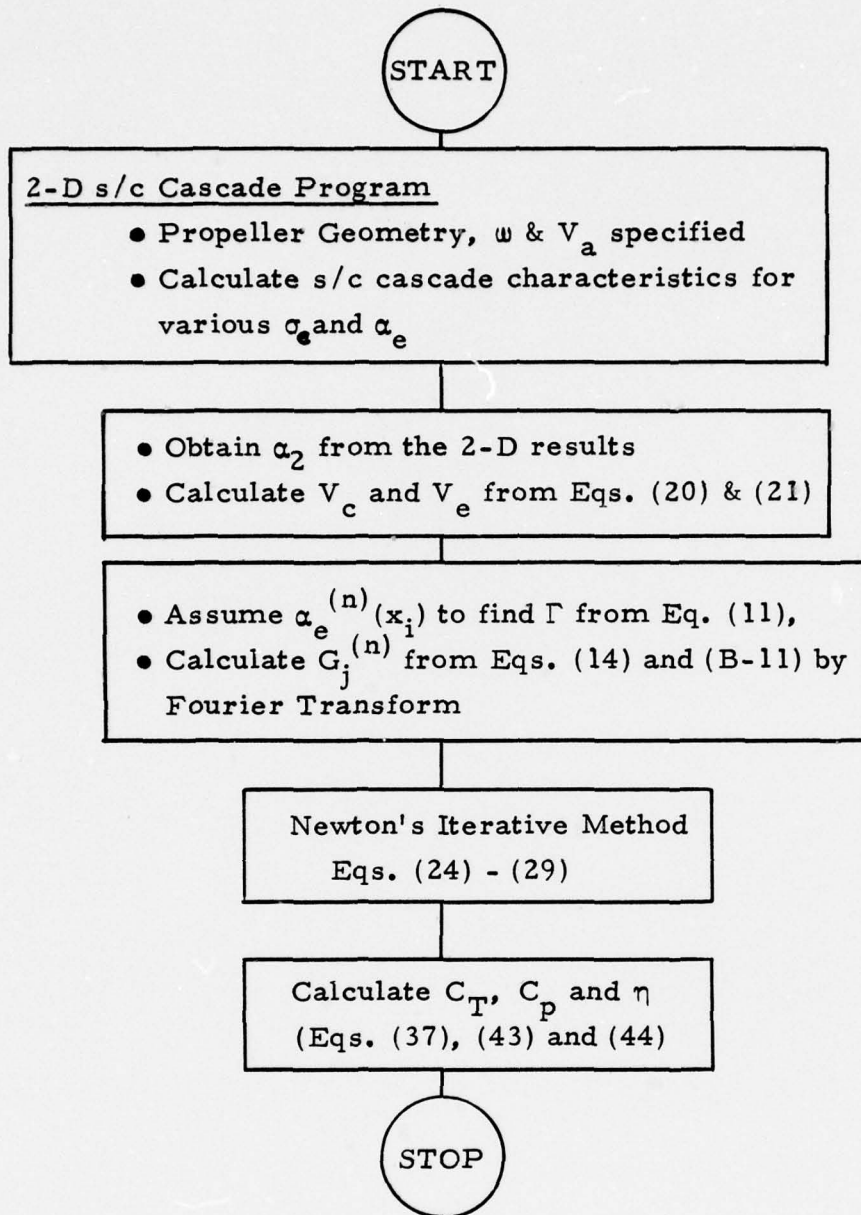 START
2-D s/c Cascade Program
• Propeller Geometry, ω & V_a specified
• Calculate s/c cascade characteristics for
various σ_e and α_e
• Obtain α_2 from the 2-D results
• Calculate V_c and V_e from Eqs. (20) & (21)
• Assume α_e^(n)(x_i) to find Γ from Eq. (11),
• Calculate G_j^(n) from Eqs. (14) and (B-11) by
Fourier Transform
Newton's Iterative Method
Eqs. (24) - (29)
Calculate C_T, C_p and η
(Eqs. (37), (43) and (44)
STOP